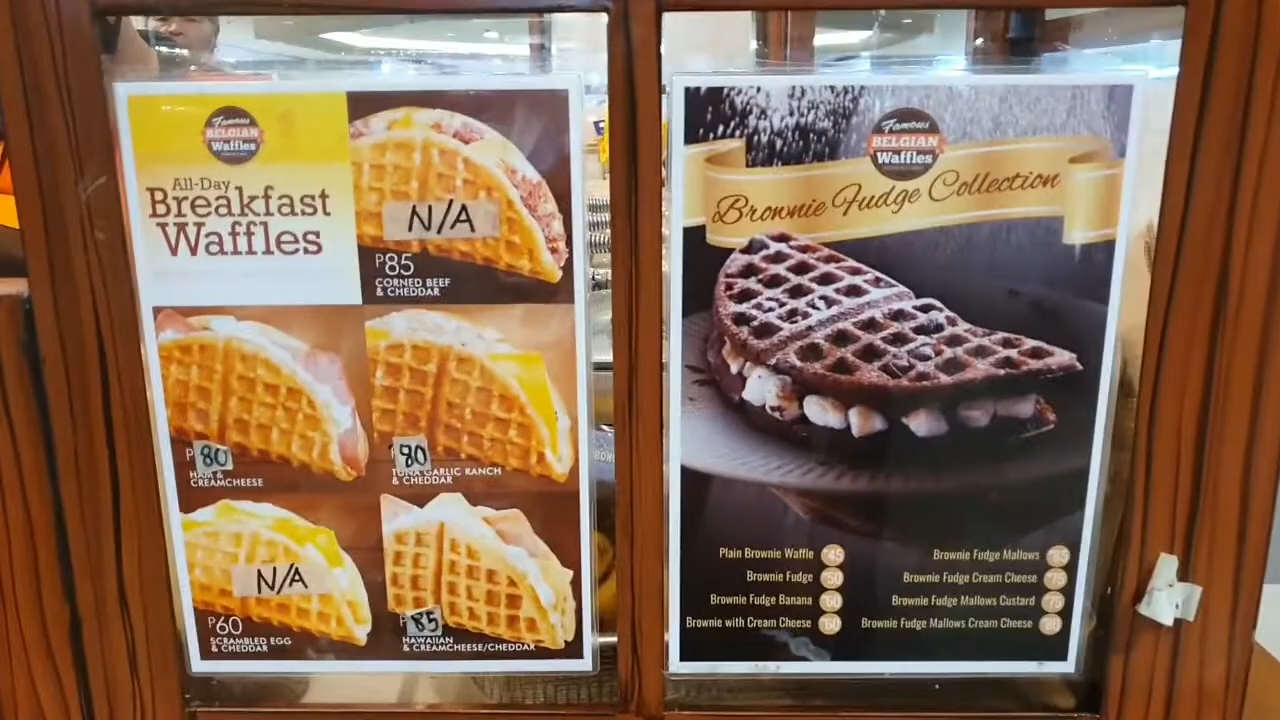 Famous
BELGIAN
Waffles
All-Day
Breakfast
Waffles
N/A
₱85
CORNED BEEF
& CHEDDAR
P80
HAM &
CREAMCHEESE
80
TUNA GARLIC RANCH
& CHEDDAR
N/A
₱60
SCRAMBLED EGG
& CHEDDAR
85
HAWAIIAN
& CREAMCHEESE/CHEDDAR
Famous
BELGIAN
Waffles
Brownie Fudge Collection
Plain Brownie Waffle ₱45
Brownie Fudge ₱50
Brownie Fudge Banana ₱60
Brownie with Cream Cheese ₱60
Brownie Fudge Mallows
Brownie Fudge Cream Cheese ₱75
Brownie Fudge Mallows Custard
Brownie Fudge Mallows Cream Cheese